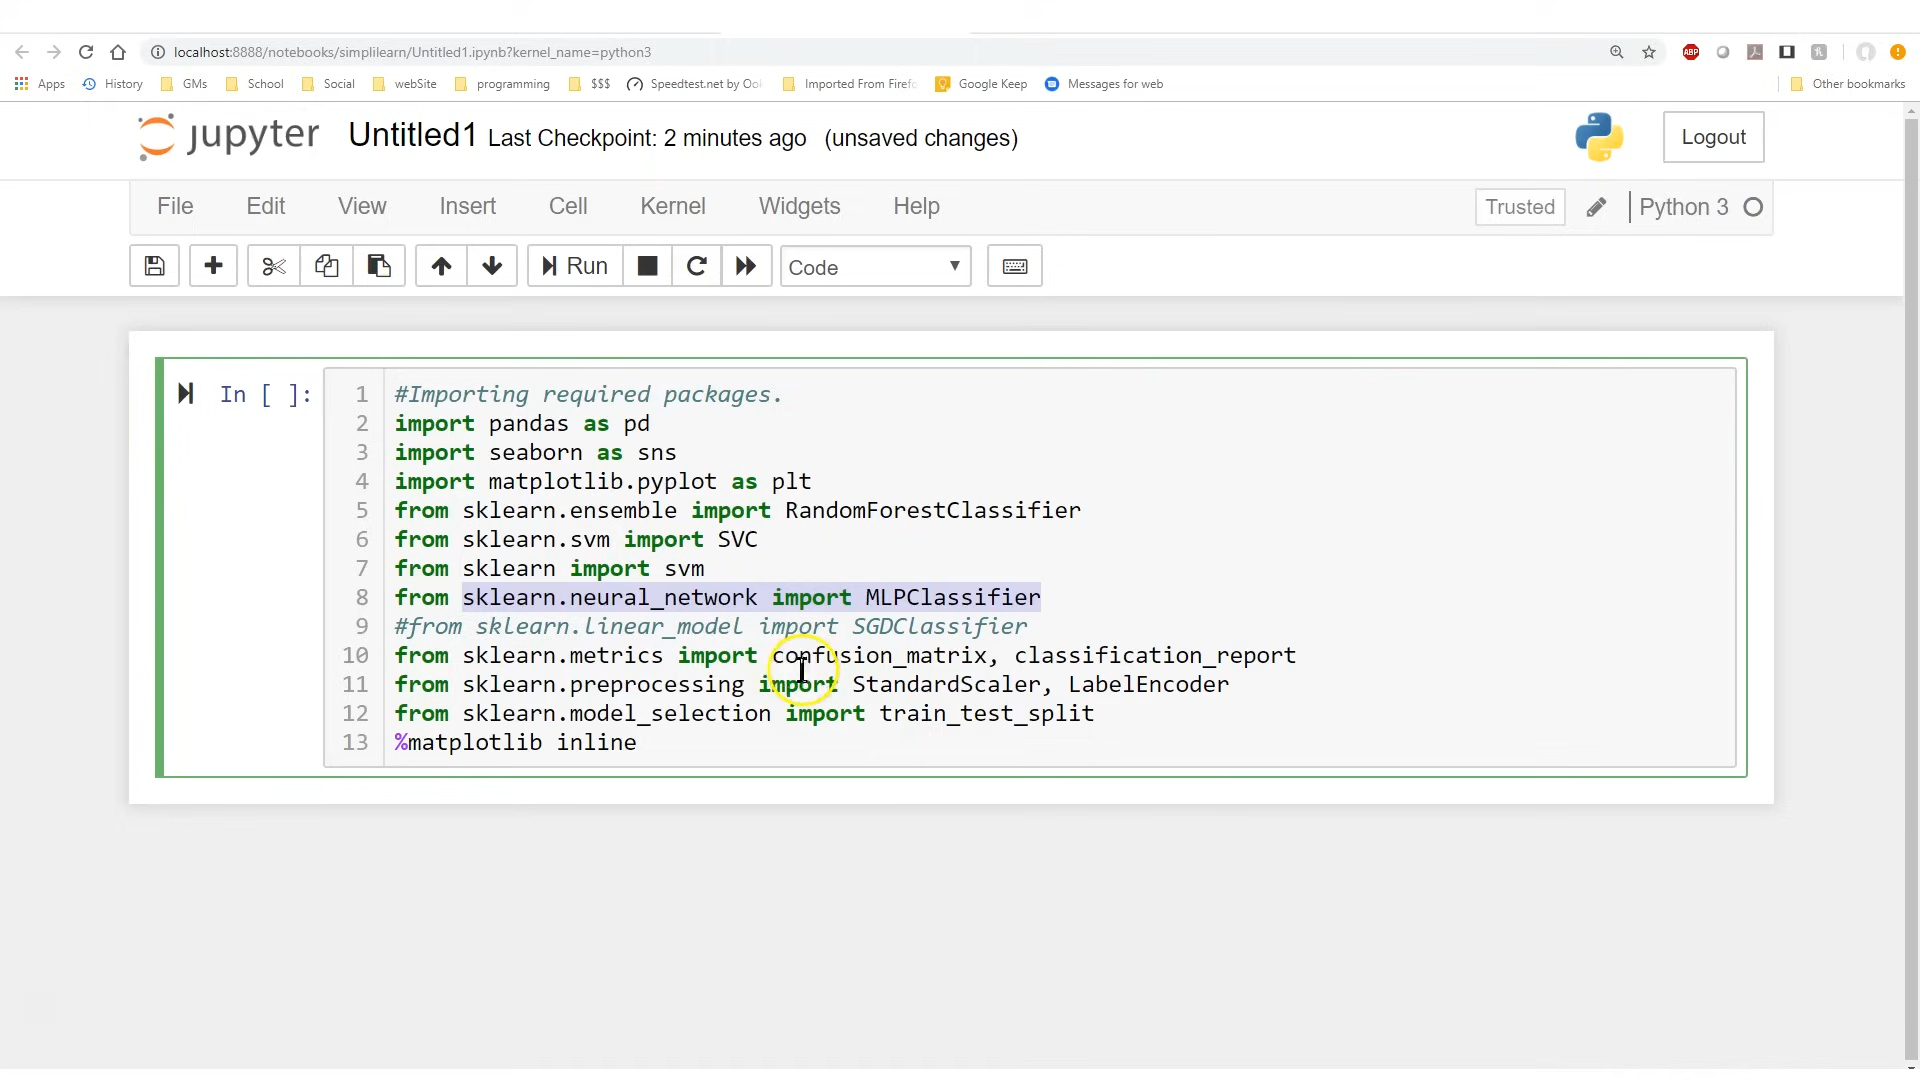 localhost:8888/notebooks/simplilearn/Untitled1.ipynb?kernel_name=python3 ABP
Apps History GMs School Social webSite programming $$$ Speedtest.net by Ook Imported From Firefo Google Keep Messages for web Other bookmarks
jupyter Untitled1 Last Checkpoint: 2 minutes ago (unsaved changes) Logout
File Edit View Insert Cell Kernel Widgets Help Trusted Python 3
Run Code
In [ ]:
1 #Importing required packages.
2 import pandas as pd
3 import seaborn as sns
4 import matplotlib.pyplot as plt
5 from sklearn.ensemble import RandomForestClassifier
6 from sklearn.svm import SVC
7 from sklearn import svm
8 from sklearn.neural_network import MLPClassifier
9 #from sklearn.linear_model import SGDClassifier
10 from sklearn.metrics import confusion_matrix, classification_report
11 from sklearn.preprocessing import StandardScaler, LabelEncoder
12 from sklearn.model_selection import train_test_split
13 %matplotlib inline